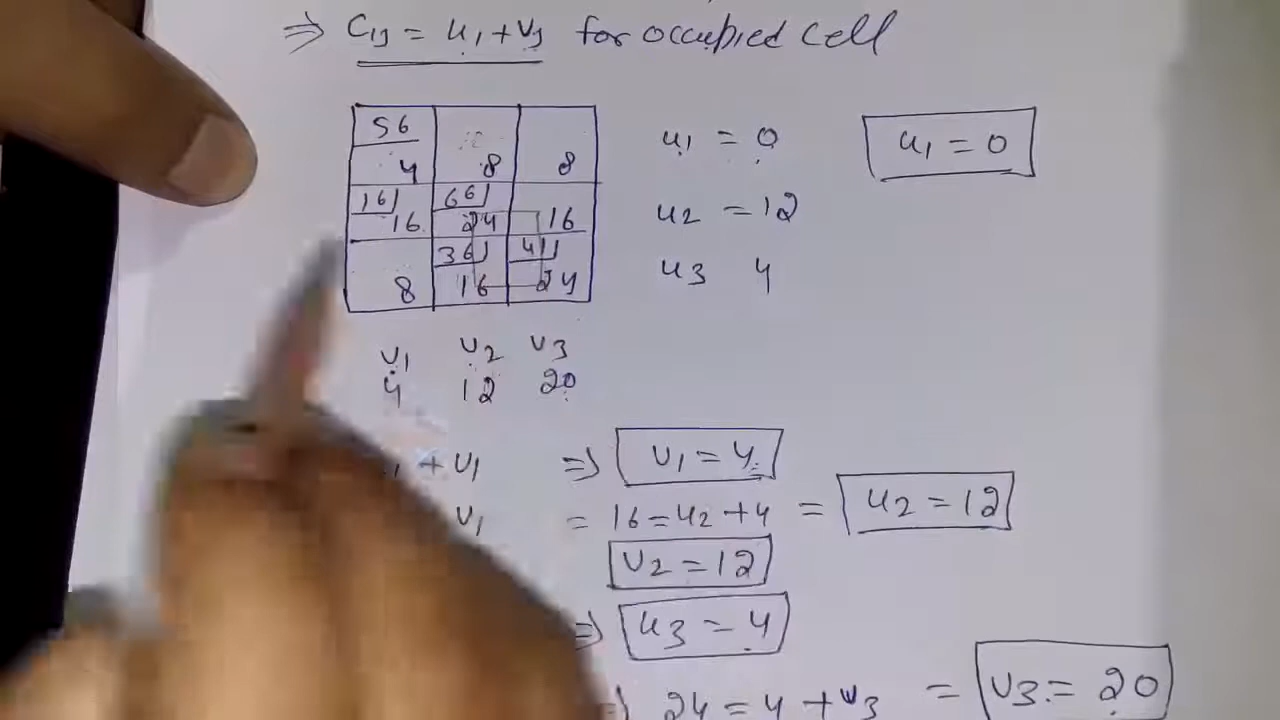 ⇒ Cij = ui + vj for occupied cell
56
4 8 8 u1 = 0 u1 = 0
16 66
16 24 16 u2 = 12
36 41
8 16 24 u3 4
v1 v2 v3
4 12 20
+ v1 ⇒ v1 = 4
v1 = 16 = u2 + 4 = u2 = 12
v2 = 12
⇒ u3 = 4
24 = 4 + v3 = v3 = 20